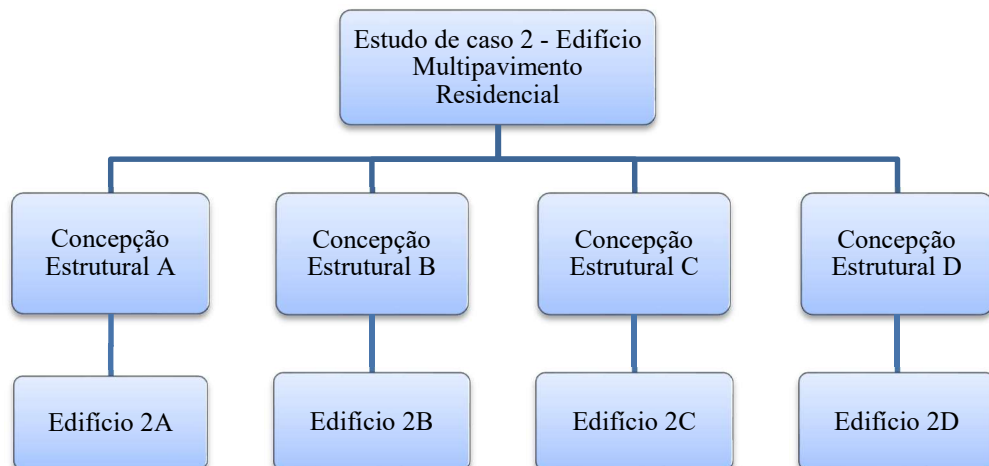 Estudo de caso 2 - Edifício
Multipavimento
Residencial
Concepção
Estrutural A
Concepção
Estrutural B
Concepção
Estrutural C
Concepção
Estrutural D
Edifício 2A
Edifício 2B
Edifício 2C
Edifício 2D